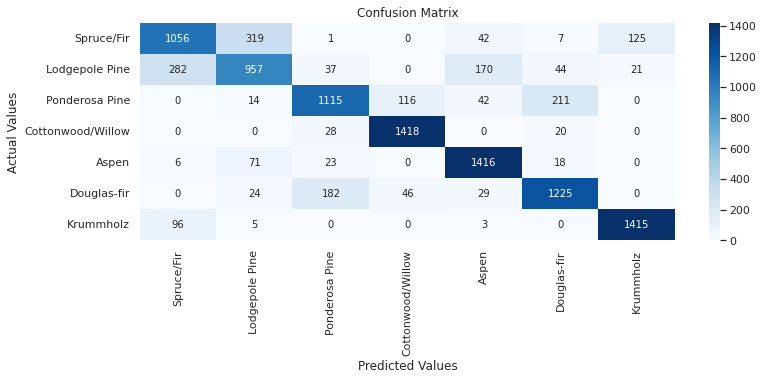 Confusion Matrix
Actual Values
Spruce/Fir 1056 319 1 0 42 7 125
Lodgepole Pine 282 957 37 0 170 44 21
Ponderosa Pine 0 14 1115 116 42 211 0
Cottonwood/Willow 0 0 28 1418 0 20 0
Aspen 6 71 23 0 1416 18 0
Douglas-fir 0 24 182 46 29 1225 0
Krummholz 96 5 0 0 3 0 1415
Spruce/Fir Lodgepole Pine Ponderosa Pine Cottonwood/Willow Aspen Douglas-fir Krummholz
Predicted Values
1400
1200
1000
800
600
400
200
0